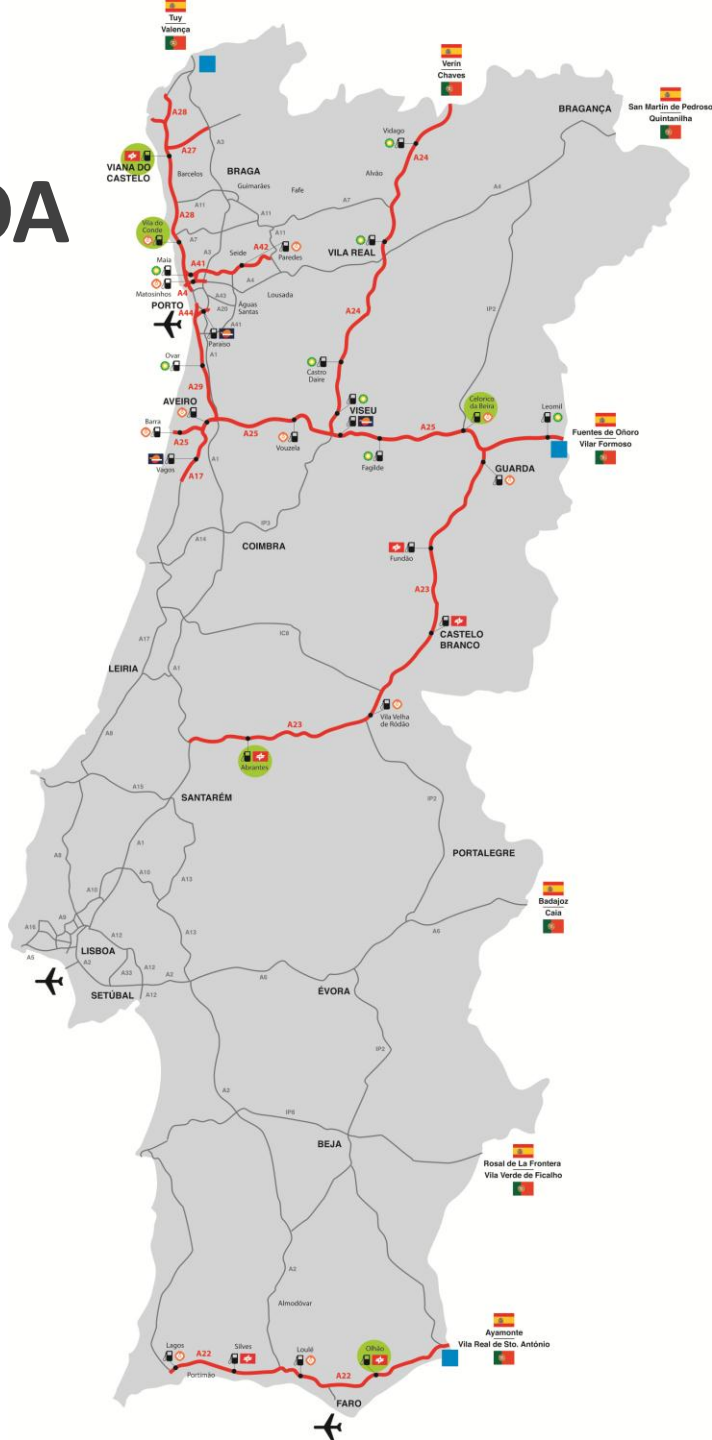 Tuy
Valença
Verin
Chaves
San Martín de Pedroso
Quintanilha
BRAGANÇA
Vidago
A28
A3
A24
A27
VIANA DO
CASTELO
BRAGA
Barcelos
Alvão
Guimarães
Fafe
A4
A11
A7
A28
A11
DA
Vila do
Conde
A11
A7
A3
A42
Seide
Paredes
VILA REAL
Maia
A41
A4
A4
Matosinhos
Lousada
A43
PORTO
Águas
Santas
A44
A20
A24
IP2
A41
Paraíso
A1
Ovar
Castro
Daire
A29
AVEIRO
VISEU
Celorico
da Beira
Leomil
Barra
A25
A25
A25
Fuentes de Oñoro
Vilar Formoso
Vouzela
A1
Vagos
Fagilde
GUARDA
A17
IP3
A14
COIMBRA
Fundão
A23
IC8
CASTELO
BRANCO
A17
LEIRIA
A1
Vila Velha
de Ródão
A23
A8
Abrantes
A15
SANTARÉM
IP2
A1
PORTALEGRE
A8
A10
A13
A10
Badajoz
Caia
A9
A16
A12
A13
A6
A5
LISBOA
A2
A33
A13
A2
A6
SETÚBAL
A12
ÉVORA
IP2
A2
IP8
BEJA
Rosal de La Frontera
Vila Verde de Ficalho
A2
Almodôvar
Ayamonte
Vila Real de Sto. António
Lagos
A22
Silves
Loulé
Olhão
Portimão
A22
FARO